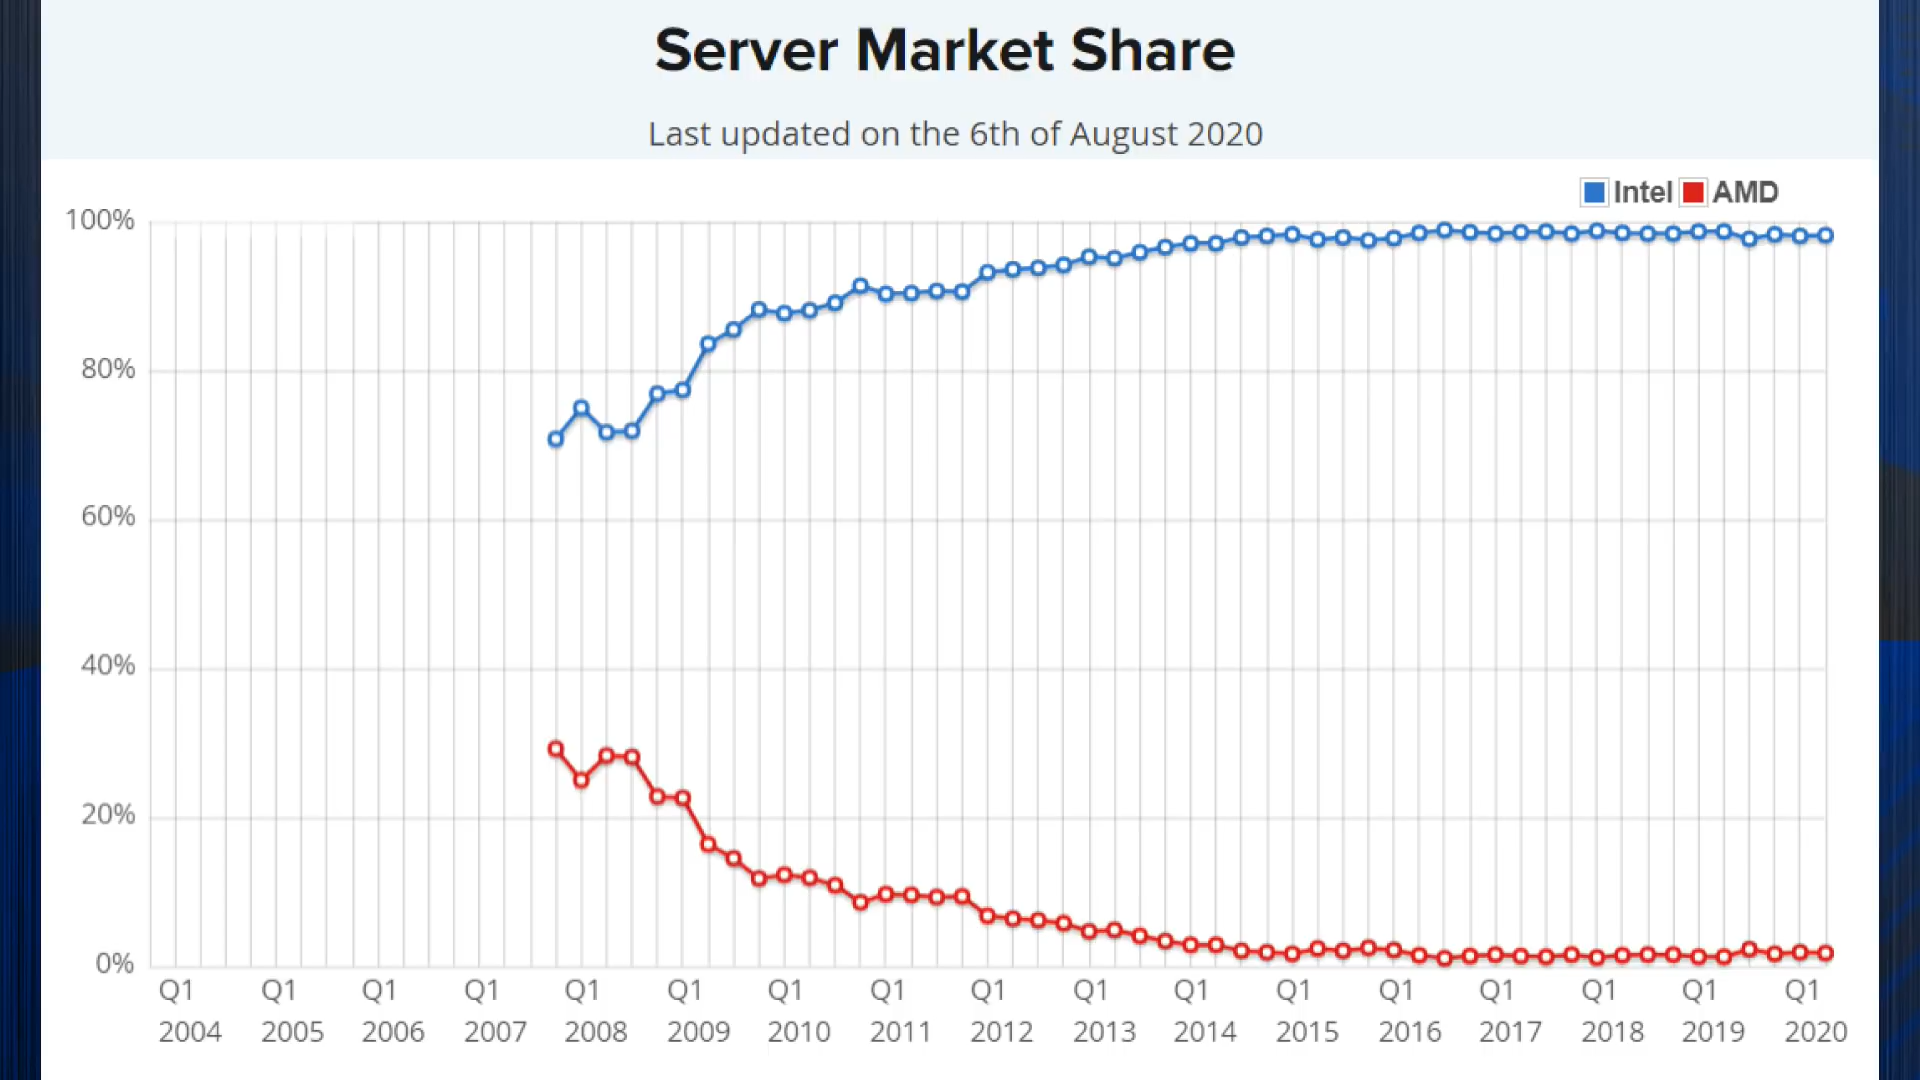 Server Market Share
Last updated on the 6th of August 2020
Intel AMD
100%
80%
60%
40%
20%
0%
Q1 Q1 Q1 Q1 Q1 Q1 Q1 Q1 Q1 Q1 Q1 Q1 Q1 Q1 Q1 Q1 Q1
2004 2005 2006 2007 2008 2009 2010 2011 2012 2013 2014 2015 2016 2017 2018 2019 2020